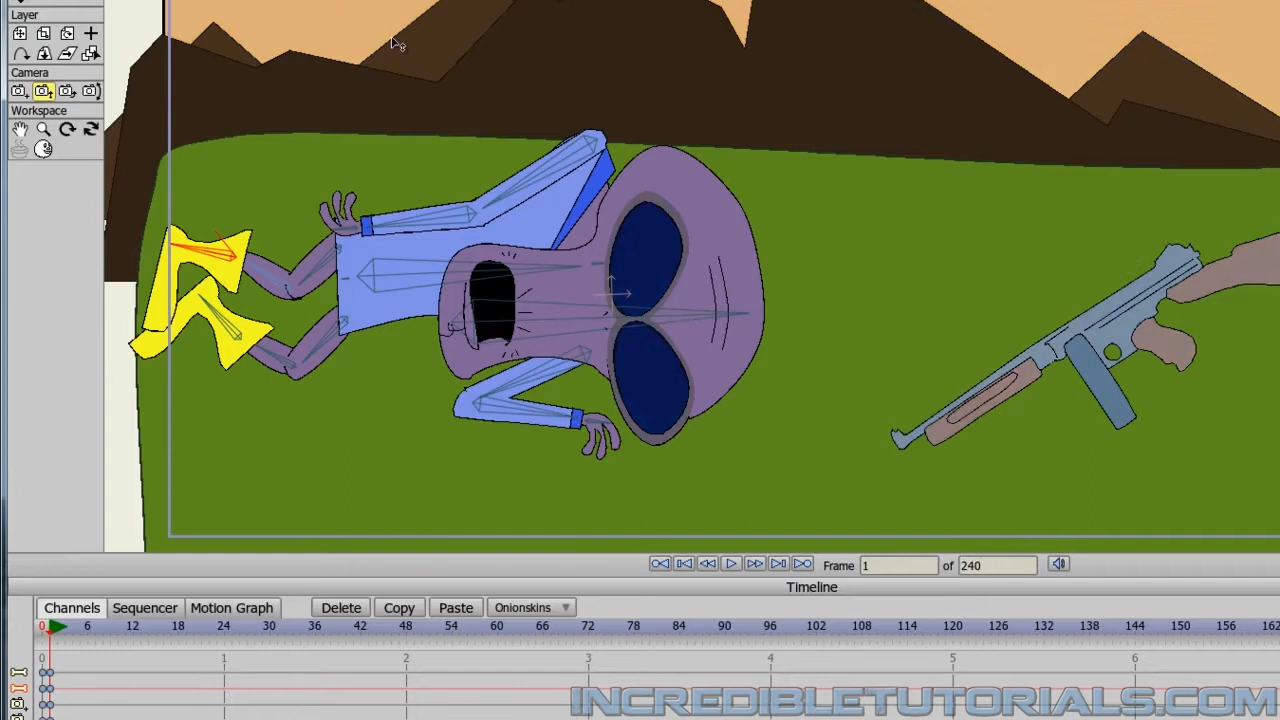 Layer
Camera
Workspace
Frame 1 of 240
Timeline
Channels Sequencer Motion Graph Delete Copy Paste Onionskins
0 6 12 18 24 30 36 42 48 54 60 66 72 78 84 90 96 102 108 114 120 126 132 138 144 150 156 162
0 1 2 3 4 5 6
INCREDIBLETUTORIALS.COM